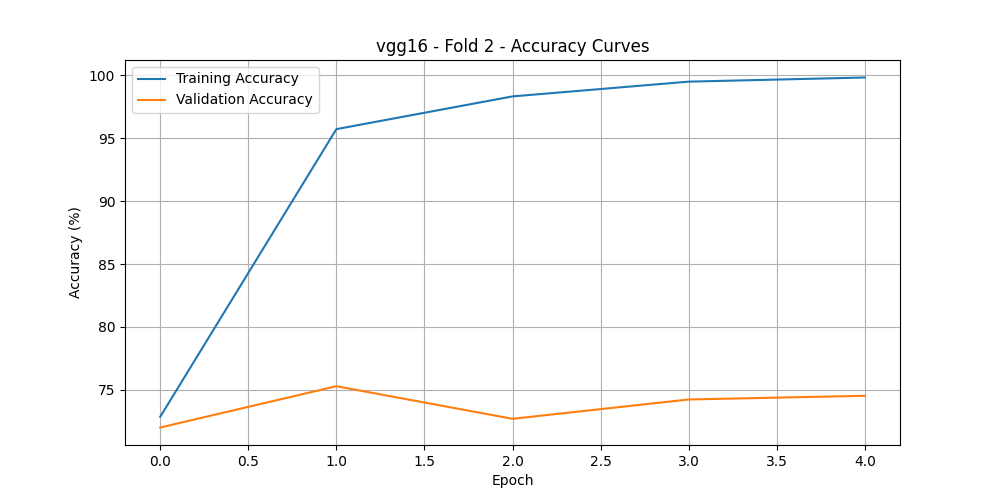 vgg16 - Fold 2 - Accuracy Curves
Training Accuracy
Validation Accuracy
100
95
90
85
80
75
Accuracy (%)
0.0 0.5 1.0 1.5 2.0 2.5 3.0 3.5 4.0
Epoch